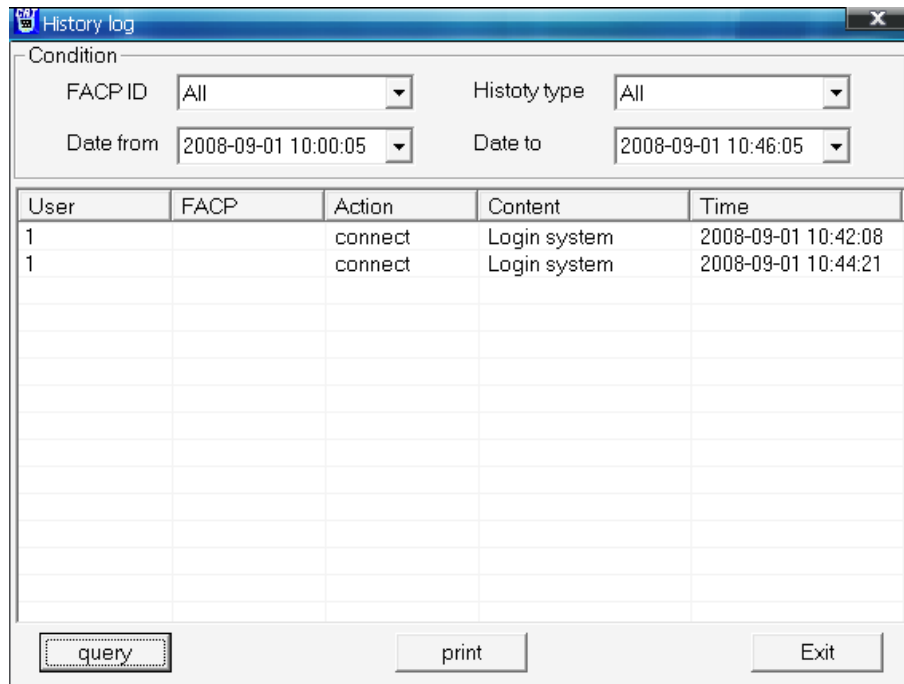 CRT
History log
X
Condition
FACP ID All Histoty type All
Date from 2008-09-01 10:00:05 Date to 2008-09-01 10:46:05
User FACP Action Content Time
1 connect Login system 2008-09-01 10:42:08
1 connect Login system 2008-09-01 10:44:21
query print Exit